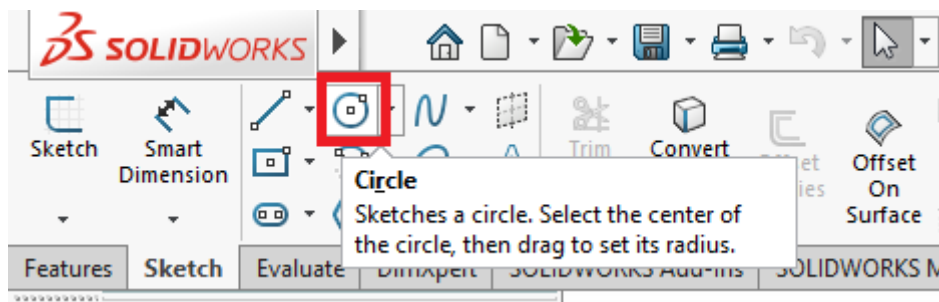 SOLIDWORKS
Sketch
Smart
Dimension
Trim
Convert
Offset
On
Surface
Circle
Sketches a circle. Select the center of
the circle, then drag to set its radius.
Features Sketch Evaluate DimXpert SOLIDWORKS Add-Ins SOLIDWORKS M